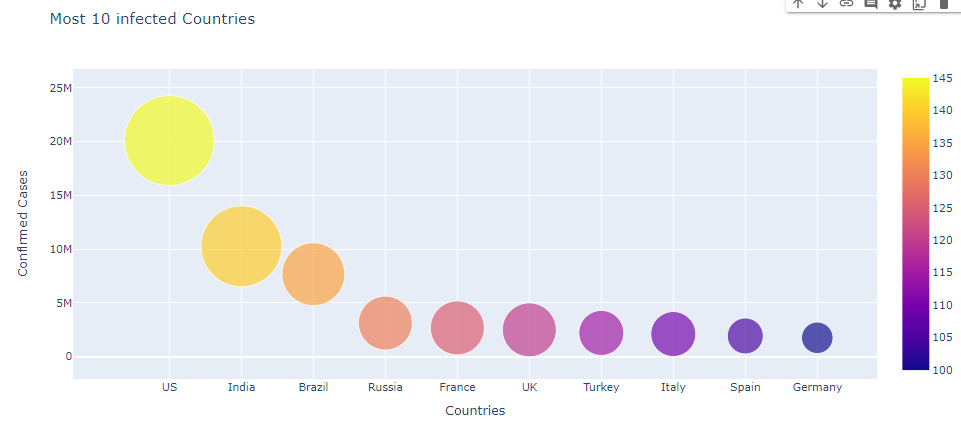 Most 10 infected Countries
25M
20M
15M
10M
5M
0
Confirmed Cases
US India Brazil Russia France UK Turkey Italy Spain Germany
Countries
145
140
135
130
125
120
115
110
105
100